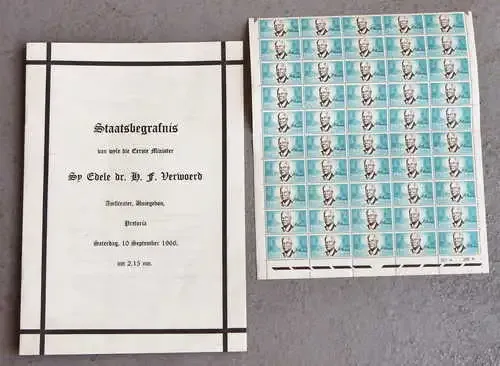 Staatsbegrafnis
van wyle die Eerste Minister
Sy Edele dr. H. F. Verwoerd
Amfiteater, Uniegebou,
Pretoria
Saterdag, 10 September 1966,
om 2.15 nm.